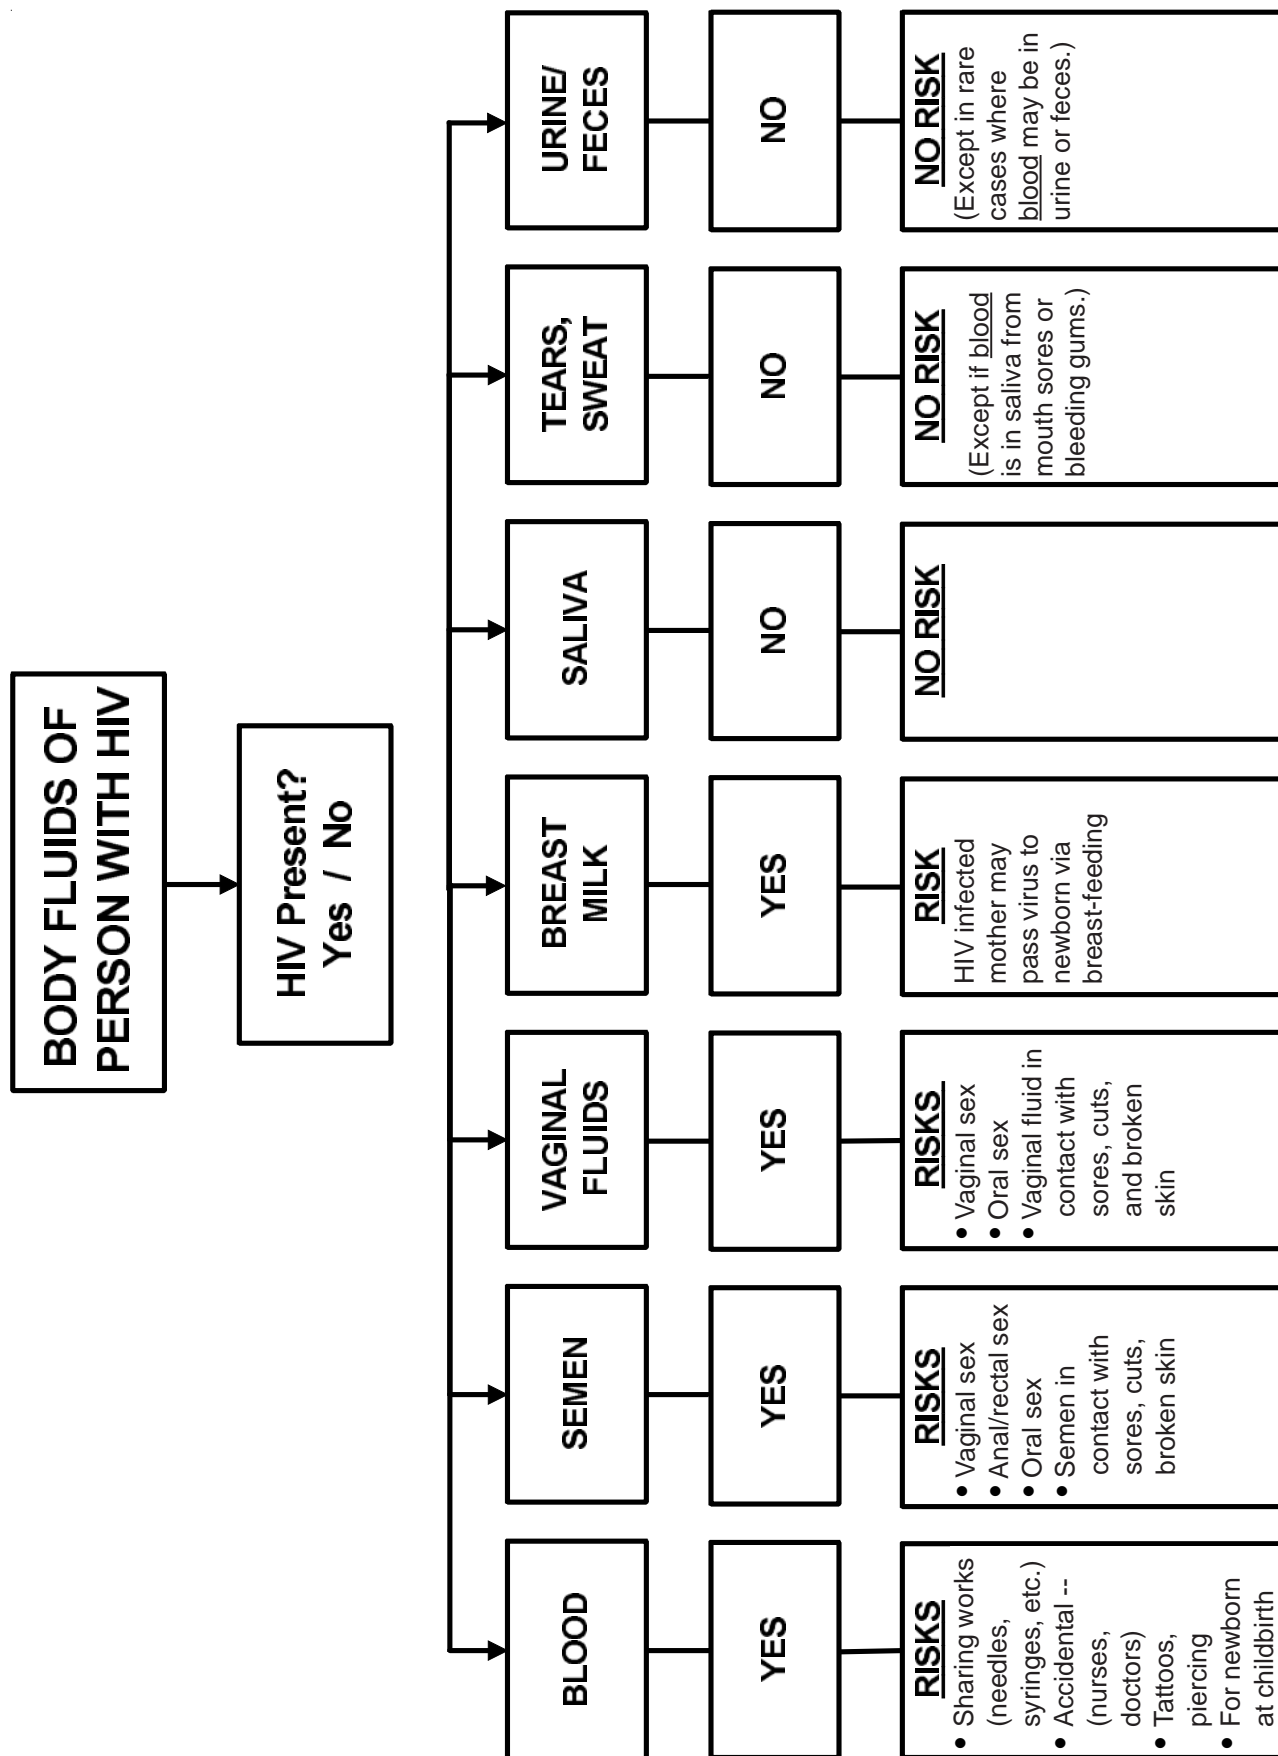 BODY FLUIDS OF
PERSON WITH HIV
HIV Present?
Yes / No
BLOOD
SEMEN
VAGINAL
FLUIDS
BREAST
MILK
SALIVA
TEARS,
SWEAT
URINE/
FECES
YES
YES
YES
YES
NO
NO
NO
RISKS
• Sharing works
(needles,
syringes, etc.)
• Accidental --
(nurses,
doctors)
• Tattoos,
piercing
• For newborn
at childbirth
RISKS
• Vaginal sex
• Anal/rectal sex
• Oral sex
• Semen in
contact with
sores, cuts,
broken skin
RISKS
• Vaginal sex
• Oral sex
• Vaginal fluid in
contact with
sores, cuts,
and broken
skin
RISK
HIV infected
mother may
pass virus to
newborn via
breast-feeding
NO RISK
NO RISK
(Except if blood
is in saliva from
mouth sores or
bleeding gums.)
NO RISK
(Except in rare
cases where
blood may be in
urine or feces.)